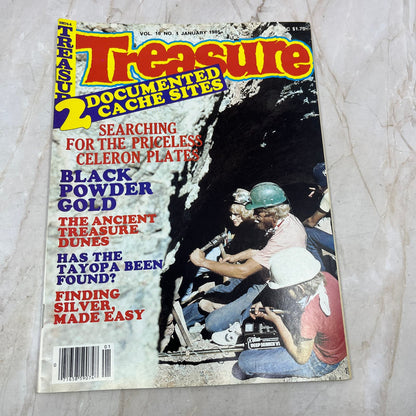 TREASURE
Treasure
VOL. 16 NO. 1 JANUARY 1985
$1.75
2 DOCUMENTED
CACHE SITES
SEARCHING
FOR THE PRICELESS
CELERON PLATES
BLACK
POWDER
GOLD
THE ANCIENT
TREASURE
DUNES
HAS THE
TAYOPA BEEN
FOUND?
FINDING
SILVER,
MADE EASY
01